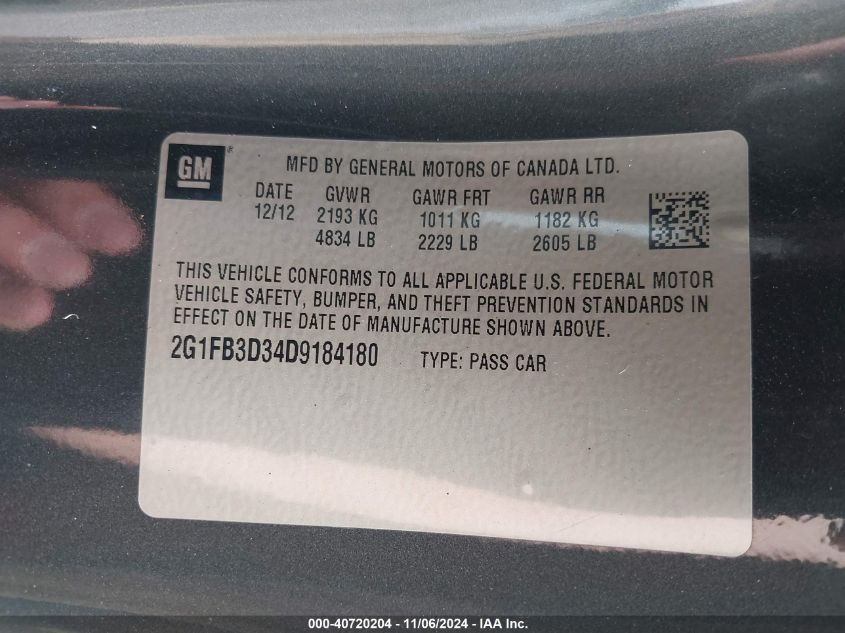 GM
MFD BY GENERAL MOTORS OF CANADA LTD.
DATE GVWR GAWR FRT GAWR RR
12/12 2193 KG 1011 KG 1182 KG
4834 LB 2229 LB 2605 LB
THIS VEHICLE CONFORMS TO ALL APPLICABLE U.S. FEDERAL MOTOR
VEHICLE SAFETY, BUMPER, AND THEFT PREVENTION STANDARDS IN
EFFECT ON THE DATE OF MANUFACTURE SHOWN ABOVE.
2G1FB3D34D9184180 TYPE: PASS CAR
000-40720204 - 11/06/2024 - IAA Inc.